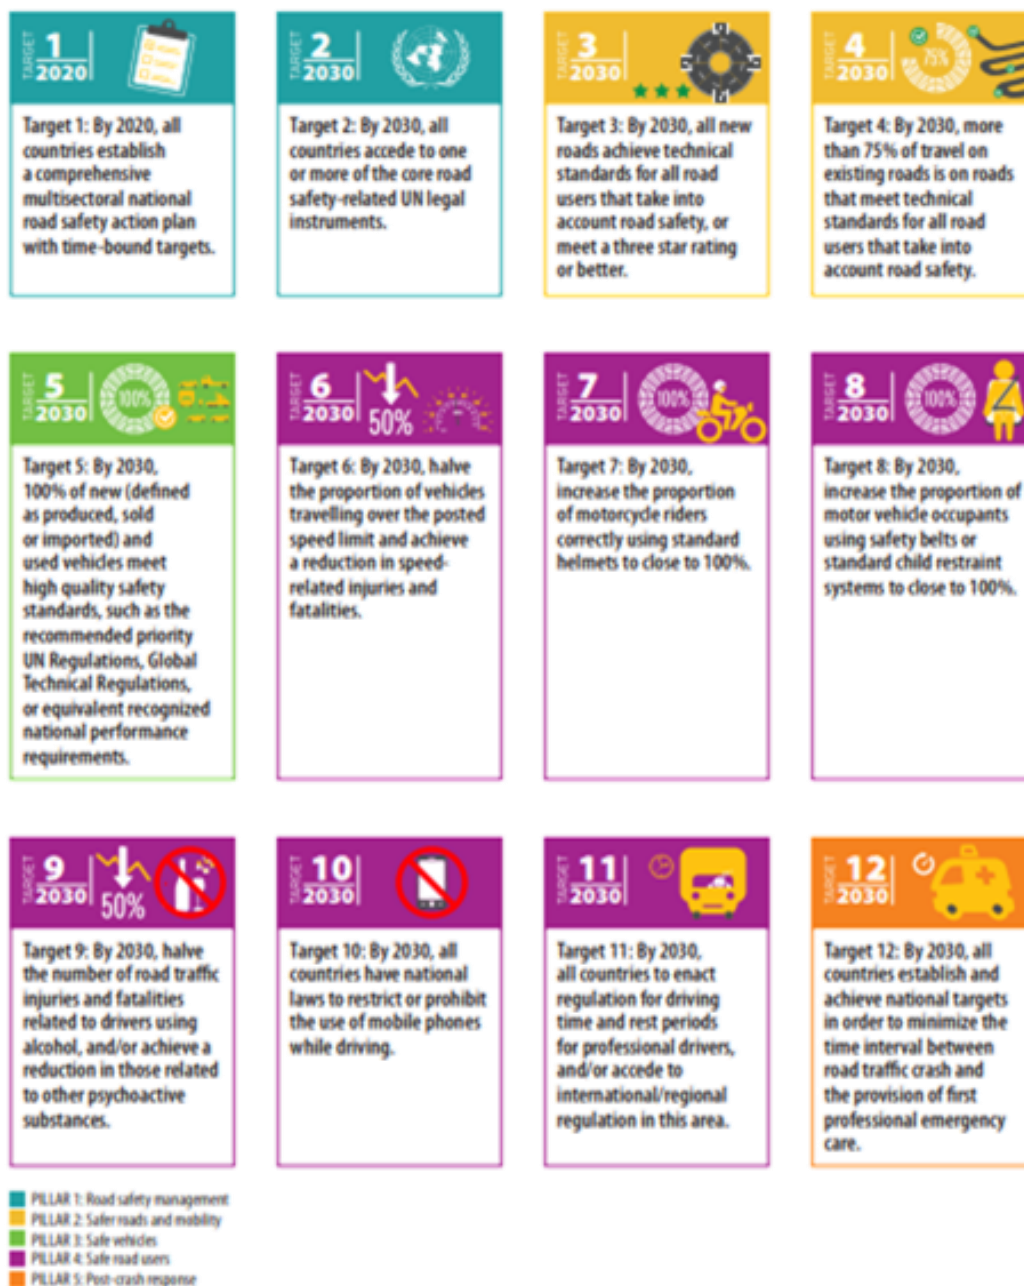 TARGET 1 2020
Target 1: By 2020, all
countries establish
a comprehensive
multisectoral national
road safety action plan
with time-bound targets.
TARGET 2 2030
Target 2: By 2030, all
countries accede to one
or more of the core road
safety-related UN legal
instruments.
TARGET 3 2030
Target 3: By 2030, all new
roads achieve technical
standards for all road
users that take into
account road safety, or
meet a three star rating
or better.
TARGET 4 2030 75%
Target 4: By 2030, more
than 75% of travel on
existing roads is on roads
that meet technical
standards for all road
users that take into
account road safety.
TARGET 5 2030 100%
Target 5: By 2030,
100% of new (defined
as produced, sold
or imported) and
used vehicles meet
high quality safety
standards, such as the
recommended priority
UN Regulations, Global
Technical Regulations,
or equivalent recognized
national performance
requirements.
TARGET 6 2030 50%
Target 6: By 2030, halve
the proportion of vehicles
travelling over the posted
speed limit and achieve
a reduction in speed-
related injuries and
fatalities.
TARGET 7 2030 100%
Target 7: By 2030,
increase the proportion
of motorcycle riders
correctly using standard
helmets to close to 100%.
TARGET 8 2030 100%
Target 8: By 2030,
increase the proportion of
motor vehicle occupants
using safety belts or
standard child restraint
systems to close to 100%.
TARGET 9 2030 50%
Target 9: By 2030, halve
the number of road traffic
injuries and fatalities
related to drivers using
alcohol, and/or achieve a
reduction in those related
to other psychoactive
substances.
TARGET 10 2030
Target 10: By 2030, all
countries have national
laws to restrict or prohibit
the use of mobile phones
while driving.
TARGET 11 2030
Target 11: By 2030,
all countries to enact
regulation for driving
time and rest periods
for professional drivers,
and/or accede to
international/regional
regulation in this area.
TARGET 12 2030
Target 12: By 2030, all
countries establish and
achieve national targets
in order to minimize the
time interval between
road traffic crash and
the provision of first
professional emergency
care.
PILLAR 1: Road safety management
PILLAR 2: Safer roads and mobility
PILLAR 3: Safe vehicles
PILLAR 4: Safe road users
PILLAR 5: Post-crash response